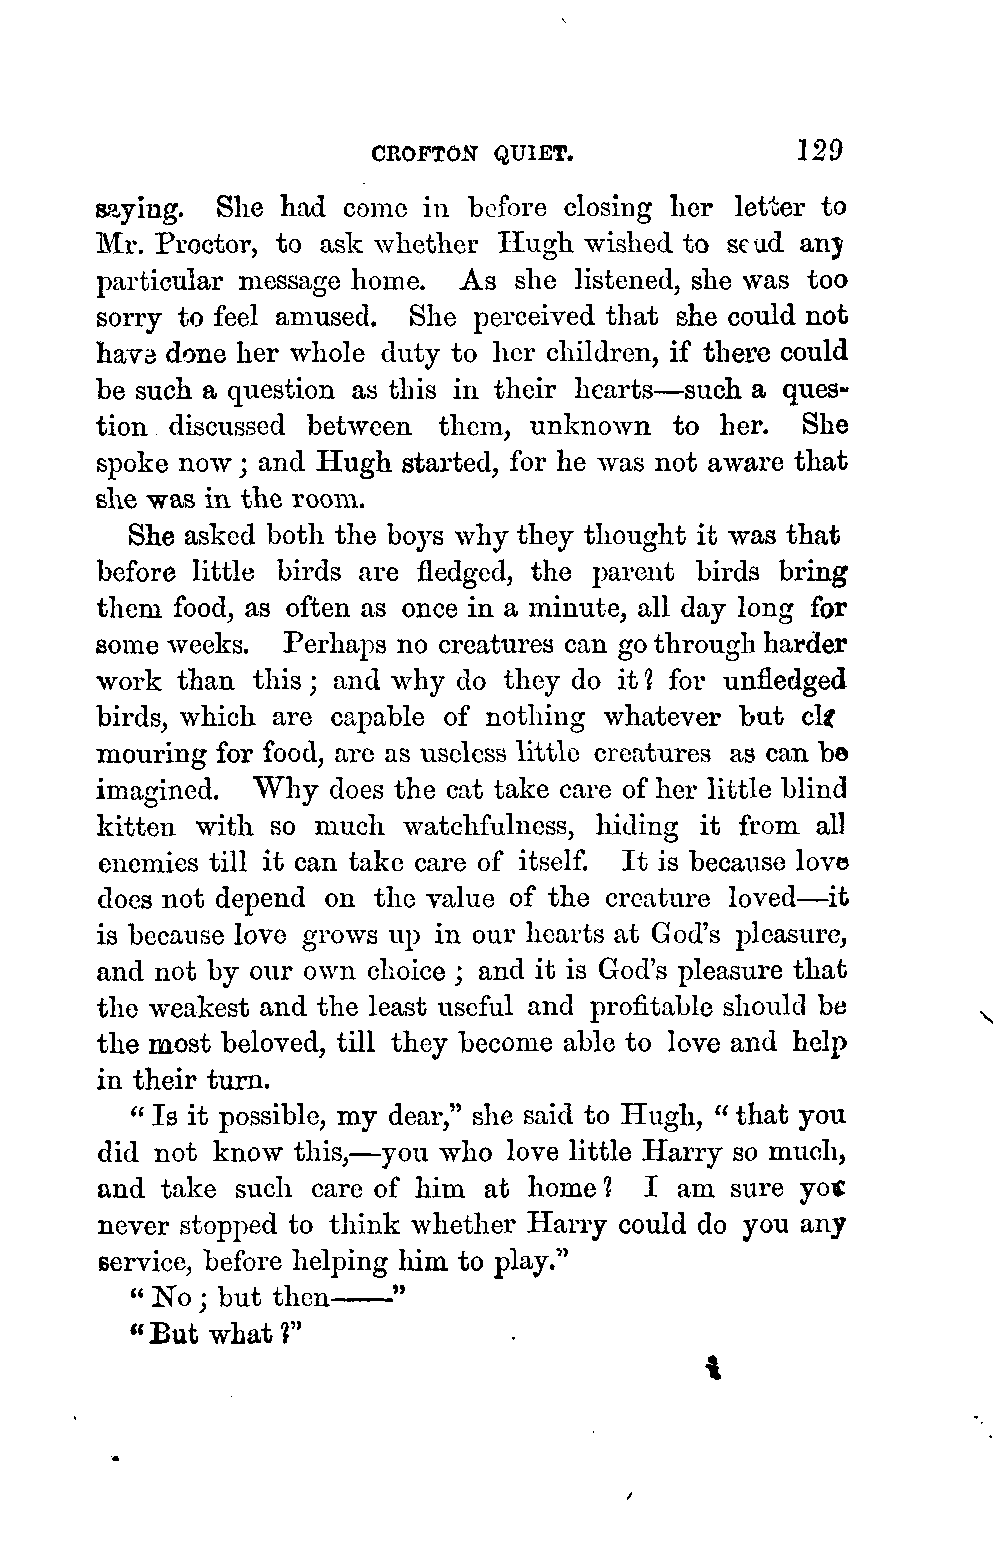 CROFTON QUIET. 129
saying. She had come in before closing her letter to
Mr. Proctor, to ask whether Hugh wished to send any
particular message home. As she listened, she was too
sorry to feel amused. She perceived that she could not
have done her whole duty to her children, if there could
be such a question as this in their hearts—such a ques-
tion discussed between them, unknown to her. She
spoke now; and Hugh started, for he was not aware that
she was in the room.
She asked both the boys why they thought it was that
before little birds are fledged, the parent birds bring
them food, as often as once in a minute, all day long for
some weeks. Perhaps no creatures can go through harder
work than this; and why do they do it? for unfledged
birds, which are capable of nothing whatever but cla
mouring for food, are as useless little creatures as can be
imagined. Why does the cat take care of her little blind
kitten with so much watchfulness, hiding it from all
enemies till it can take care of itself. It is because love
does not depend on the value of the creature loved—it
is because love grows up in our hearts at God's pleasure,
and not by our own choice; and it is God's pleasure that
the weakest and the least useful and profitable should be
the most beloved, till they become able to love and help
in their turn.
"Is it possible, my dear," she said to Hugh, "that you
did not know this,—you who love little Harry so much,
and take such care of him at home? I am sure you
never stopped to think whether Harry could do you any
service, before helping him to play."
"No; but then——"
"But what?"